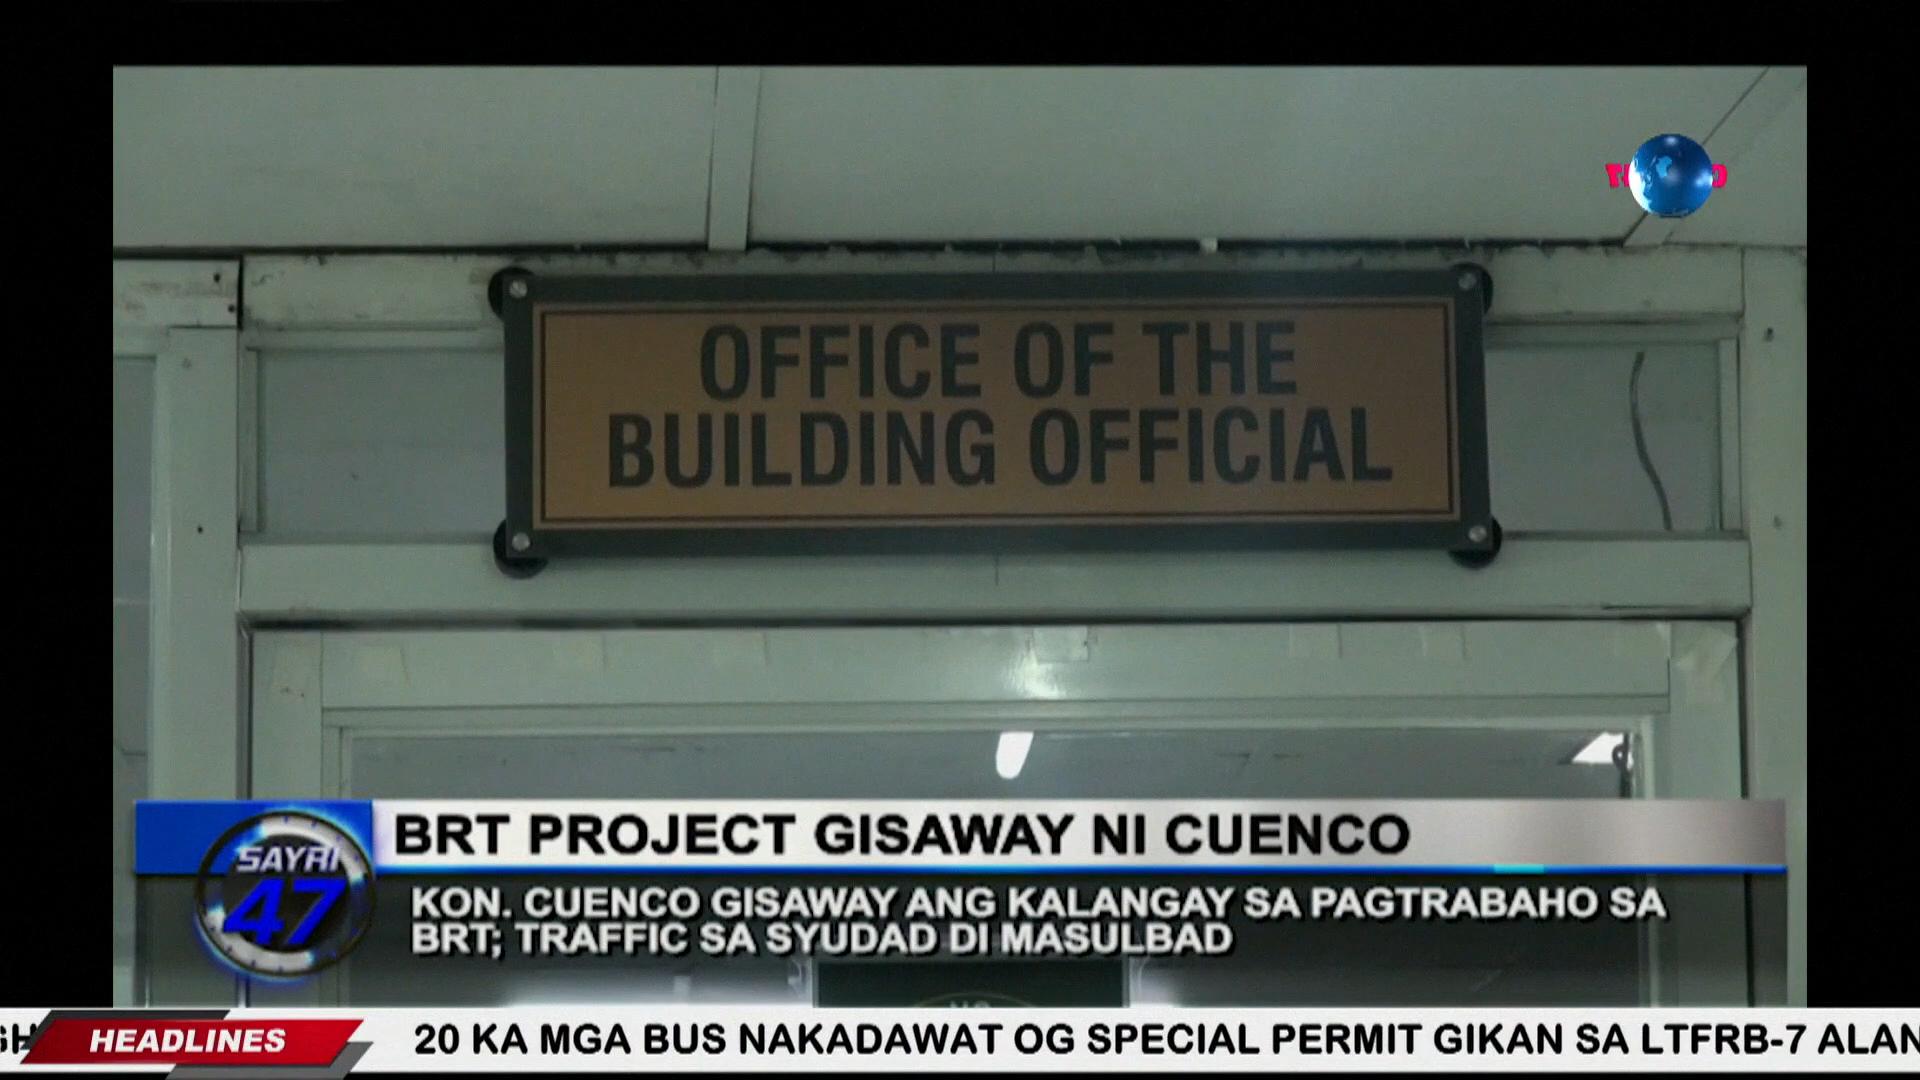 OFFICE OF THE
BUILDING OFFICIAL
BRT PROJECT GISAWAY NI CUENCO
SAYRI
47
KON. CUENCO GISAWAY ANG KALANGAY SA PAGTRABAHO SA
BRT; TRAFFIC SA SYUDAD DI MASULBAD
HEADLINES
20 KA MGA BUS NAKADAWAT OG SPECIAL PERMIT GIKAN SA LTFRB-7 ALAN